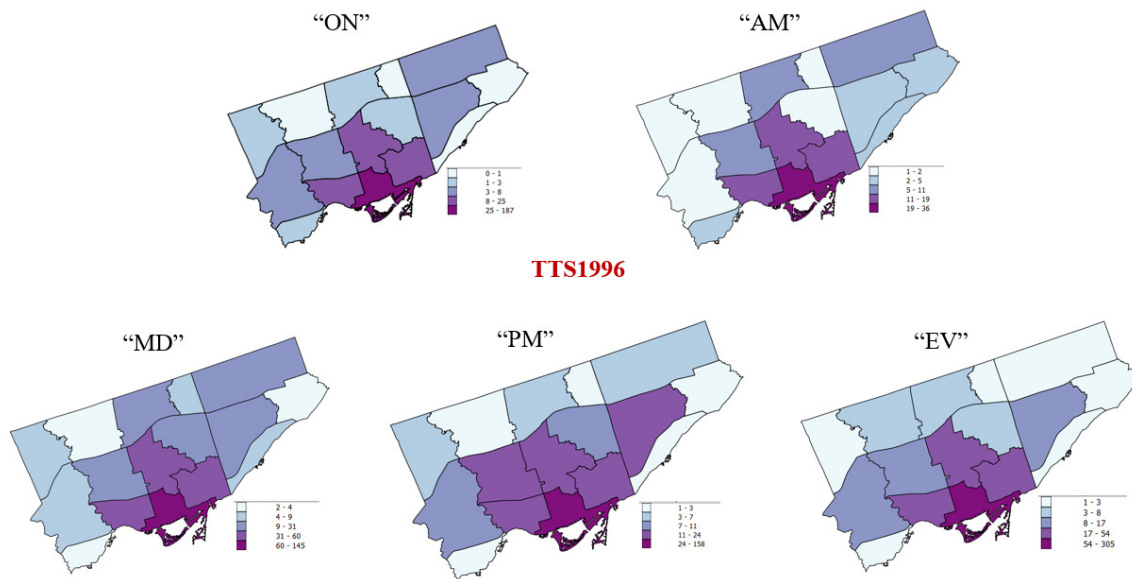 “ON”
“AM”
0 - 1
1 - 3
3 - 8
8 - 25
25 - 187
1 - 2
2 - 5
5 - 11
11 - 19
19 - 36
TTS1996
“MD”
“PM”
“EV”
2 - 4
4 - 9
9 - 31
31 - 60
60 - 145
1 - 3
3 - 7
7 - 11
11 - 24
24 - 158
1 - 3
3 - 8
8 - 17
17 - 54
54 - 305